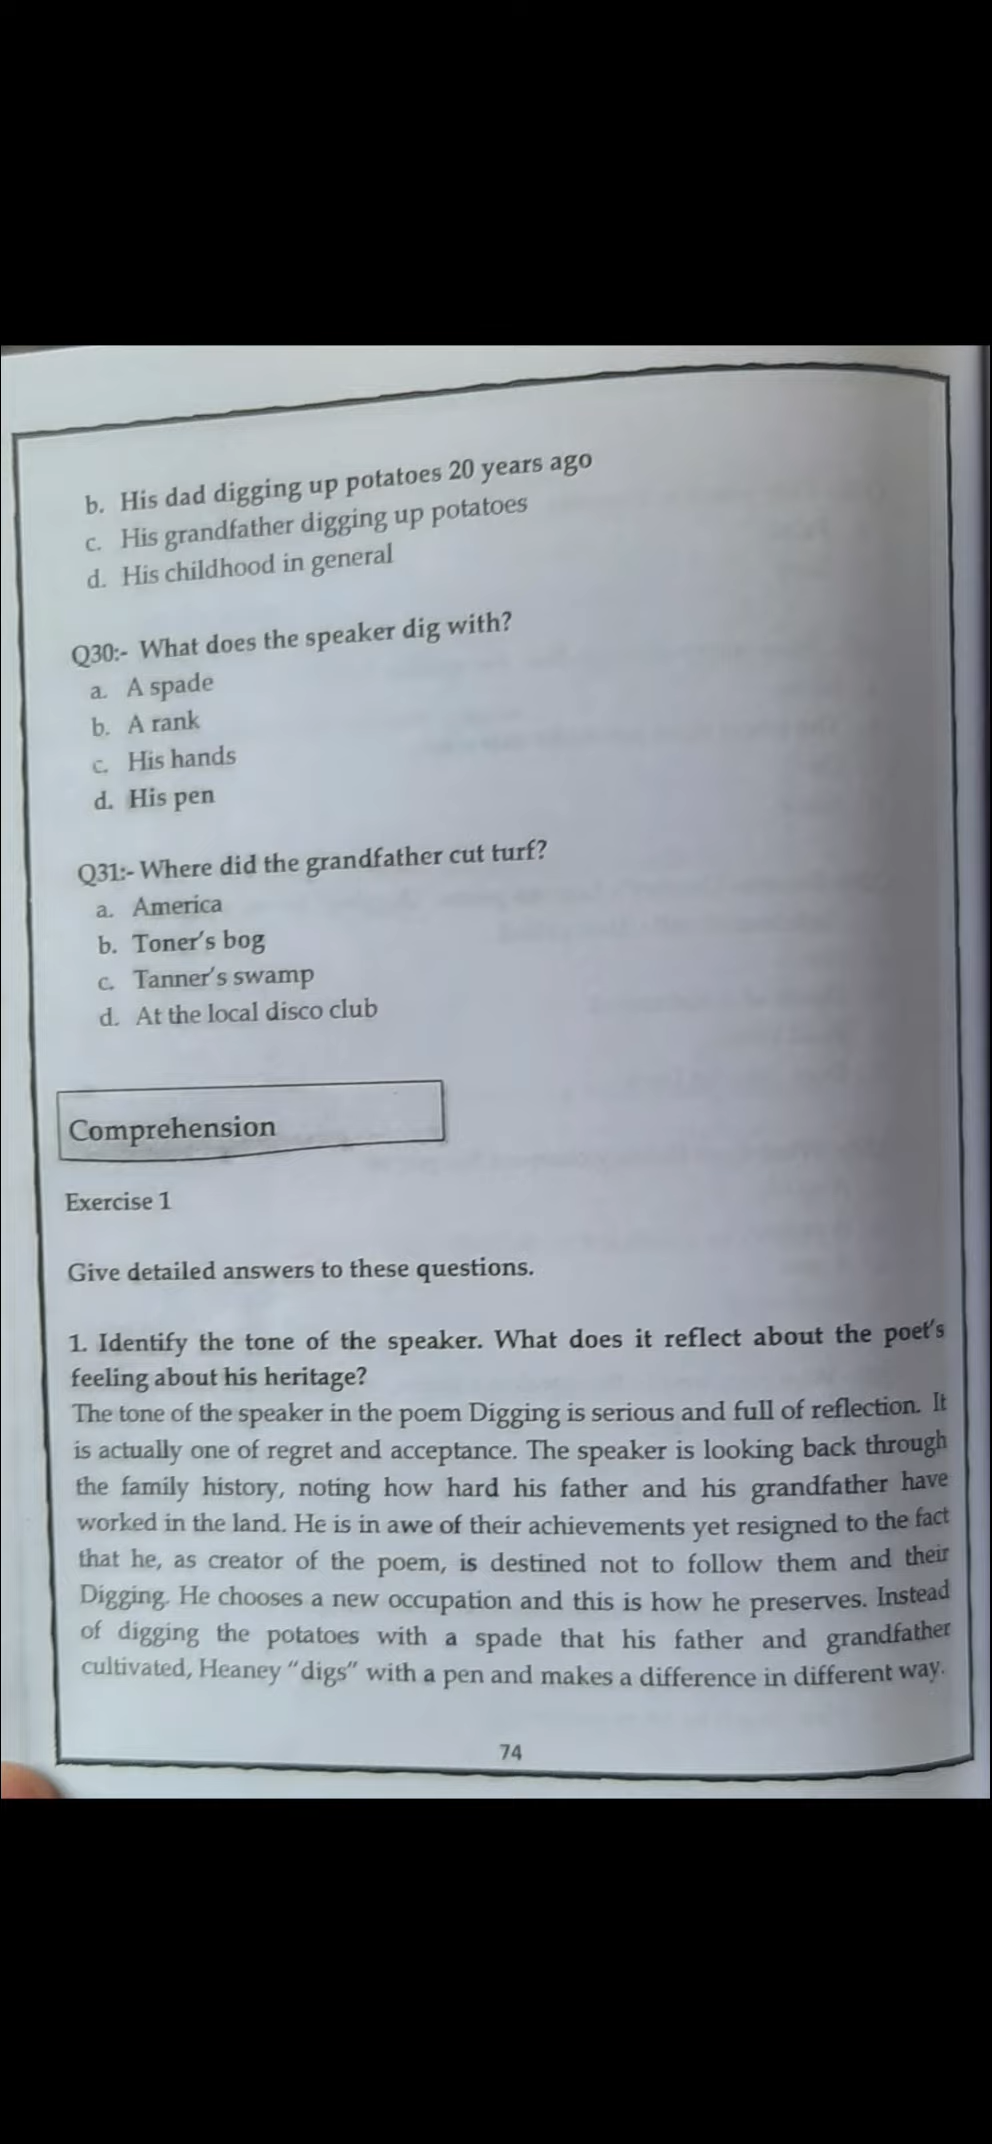 b. His dad digging up potatoes 20 years ago
c. His grandfather digging up potatoes
d. His childhood in general
Q30:- What does the speaker dig with?
a. A spade
b. A rank
c. His hands
d. His pen
Q31:- Where did the grandfather cut turf?
a. America
b. Toner's bog
c. Tanner's swamp
d. At the local disco club
Comprehension
Exercise 1
Give detailed answers to these questions.
1. Identify the tone of the speaker. What does it reflect about the poet's
feeling about his heritage?
The tone of the speaker in the poem Digging is serious and full of reflection. It
is actually one of regret and acceptance. The speaker is looking back through
the family history, noting how hard his father and his grandfather have
worked in the land. He is in awe of their achievements yet resigned to the fact
that he, as creator of the poem, is destined not to follow them and their
Digging. He chooses a new occupation and this is how he preserves. Instead
of digging the potatoes with a spade that his father and grandfather
cultivated, Heaney "digs" with a pen and makes a difference in different way.
74